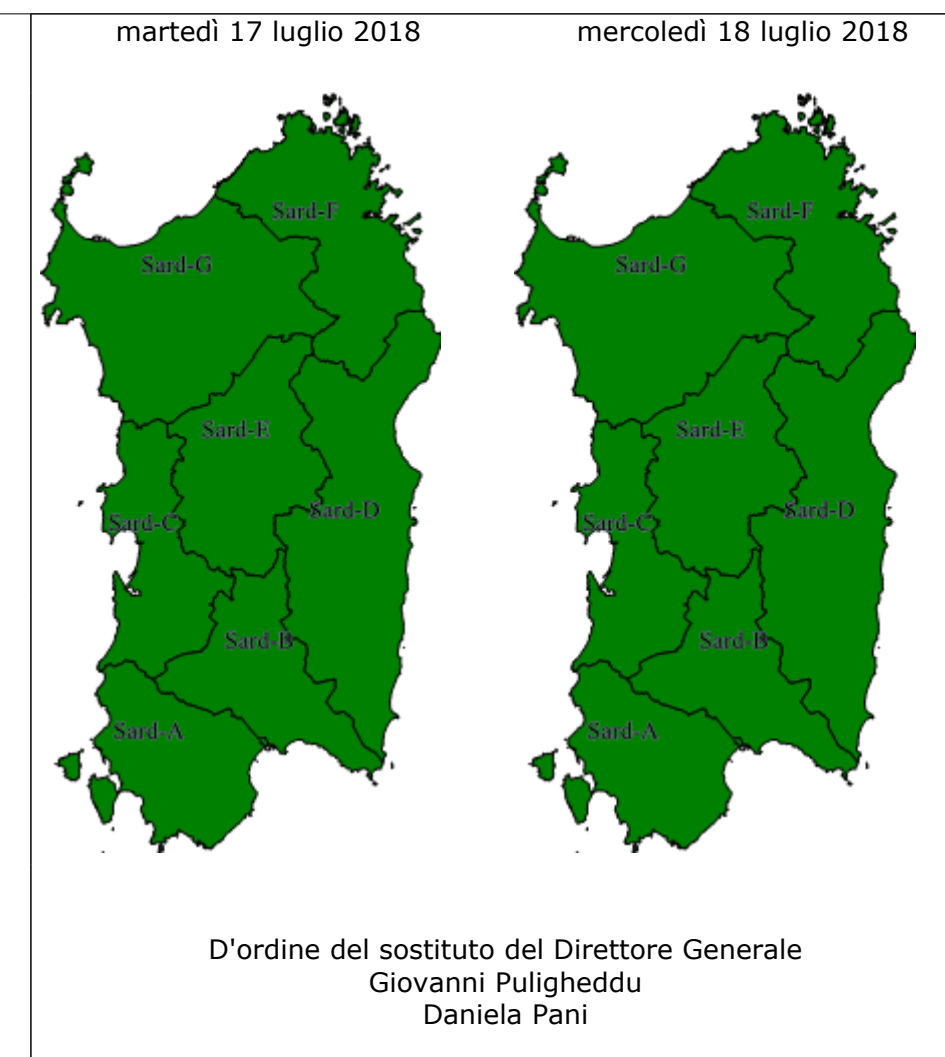 martedì 17 luglio 2018
mercoledì 18 luglio 2018
Sard-F
Sard-G
Sard-E
Sard-D
Sard-C
Sard-B
Sard-A
Sard-F
Sard-G
Sard-E
Sard-D
Sard-C
Sard-B
Sard-A
D'ordine del sostituto del Direttore Generale
Giovanni Puligheddu
Daniela Pani